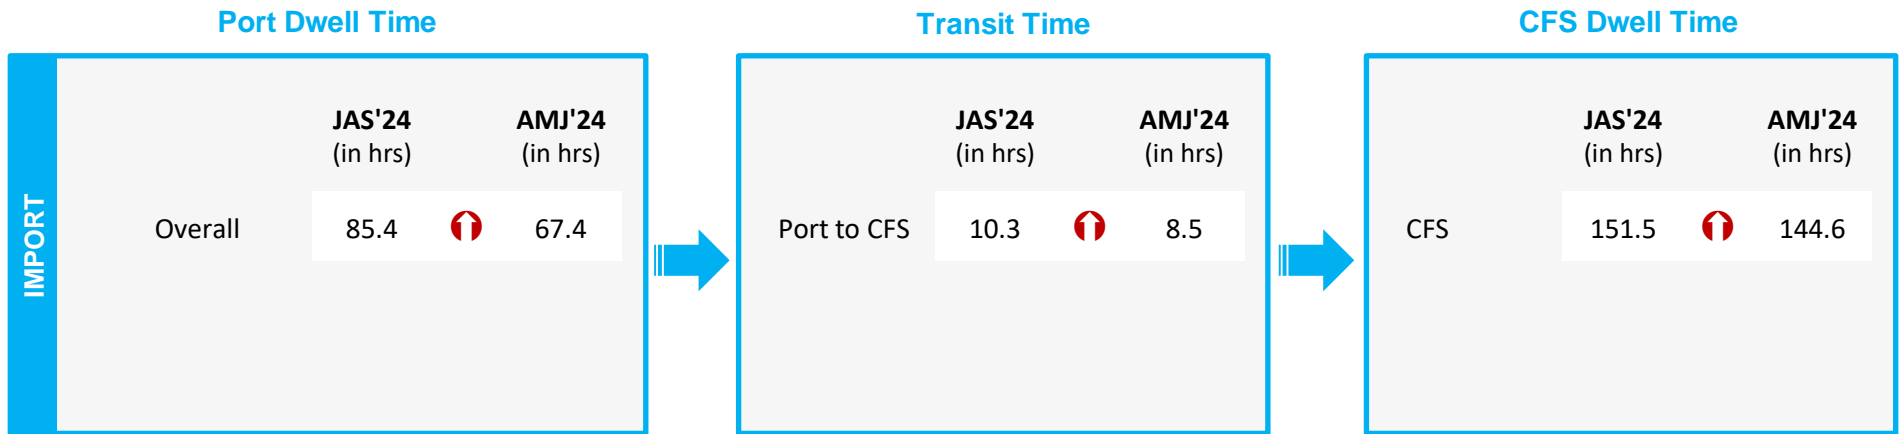 Port Dwell Time
Transit Time
CFS Dwell Time
IMPORT
JAS'24 AMJ'24
(in hrs) (in hrs)
Overall 85.4 67.4
JAS'24 AMJ'24
(in hrs) (in hrs)
Port to CFS 10.3 8.5
JAS'24 AMJ'24
(in hrs) (in hrs)
CFS 151.5 144.6